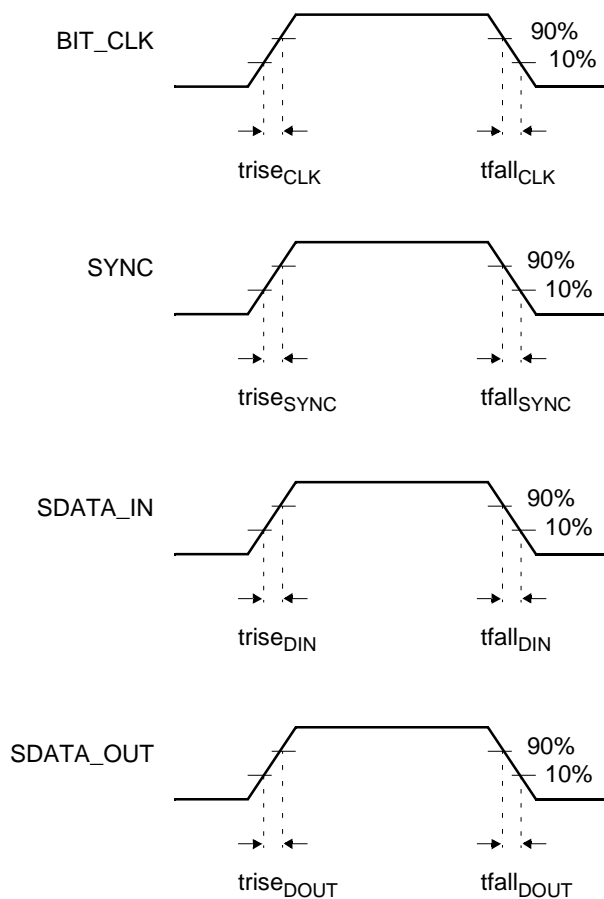 BIT_CLK
90%
10%
trise_CLK tfall_CLK
SYNC
90%
10%
trise_SYNC tfall_SYNC
SDATA_IN
90%
10%
trise_DIN tfall_DIN
SDATA_OUT
90%
10%
trise_DOUT tfall_DOUT